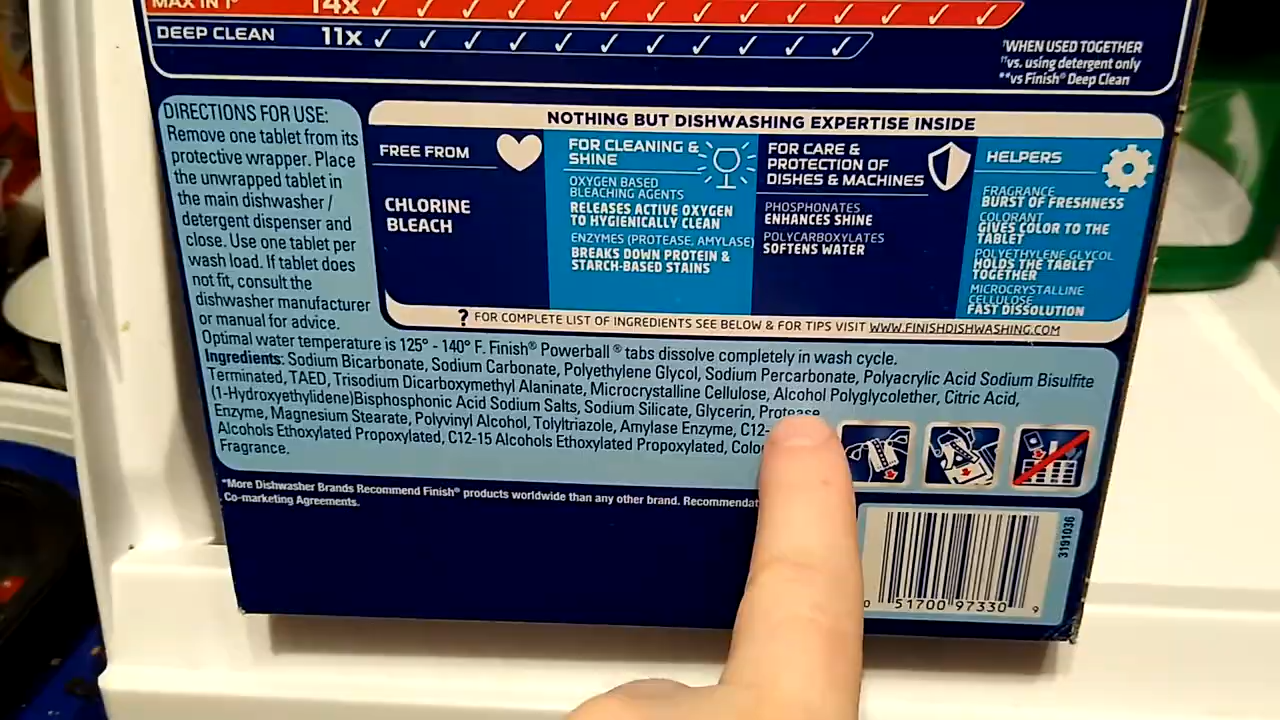 MAX IN 1® 14x ✓ ✓ ✓ ✓ ✓ ✓ ✓ ✓ ✓ ✓ ✓ ✓ ✓ ✓
DEEP CLEAN 11x ✓ ✓ ✓ ✓ ✓ ✓ ✓ ✓ ✓ ✓ ✓
†WHEN USED TOGETHER
††vs. using detergent only
**vs Finish® Deep Clean
DIRECTIONS FOR USE:
Remove one tablet from its
protective wrapper. Place
the unwrapped tablet in
the main dishwasher /
detergent dispenser and
close. Use one tablet per
wash load. If tablet does
not fit, consult the
dishwasher manufacturer
or manual for advice.
NOTHING BUT DISHWASHING EXPERTISE INSIDE
FREE FROM
CHLORINE
BLEACH
FOR CLEANING &
SHINE
OXYGEN BASED
BLEACHING AGENTS
RELEASES ACTIVE OXYGEN
TO HYGIENICALLY CLEAN
ENZYMES (PROTEASE, AMYLASE)
BREAKS DOWN PROTEIN &
STARCH-BASED STAINS
FOR CARE &
PROTECTION OF
DISHES & MACHINES
PHOSPHONATES
ENHANCES SHINE
POLYCARBOXYLATES
SOFTENS WATER
HELPERS
FRAGRANCE
BURST OF FRESHNESS
COLORANT
GIVES COLOR TO THE
TABLET
POLYETHYLENE GLYCOL
HOLDS THE TABLET
TOGETHER
MICROCRYSTALLINE
CELLULOSE
FAST DISSOLUTION
? FOR COMPLETE LIST OF INGREDIENTS SEE BELOW & FOR TIPS VISIT WWW.FINISHDISHWASHING.COM
Optimal water temperature is 125° - 140° F. Finish® Powerball® tabs dissolve completely in wash cycle.
Ingredients: Sodium Bicarbonate, Sodium Carbonate, Polyethylene Glycol, Sodium Percarbonate, Polyacrylic Acid Sodium Bisulfite
Terminated, TAED, Trisodium Dicarboxymethyl Alaninate, Microcrystalline Cellulose, Alcohol Polyglycolether, Citric Acid,
(1-Hydroxyethylidene)Bisphosphonic Acid Sodium Salts, Sodium Silicate, Glycerin, Protease
Enzyme, Magnesium Stearate, Polyvinyl Alcohol, Tolyltriazole, Amylase Enzyme, C12-
Alcohols Ethoxylated Propoxylated, C12-15 Alcohols Ethoxylated Propoxylated, Colo
Fragrance.
*More Dishwasher Brands Recommend Finish® products worldwide than any other brand. Recommendat
Co-marketing Agreements.
3191036
0 51700 97330 9